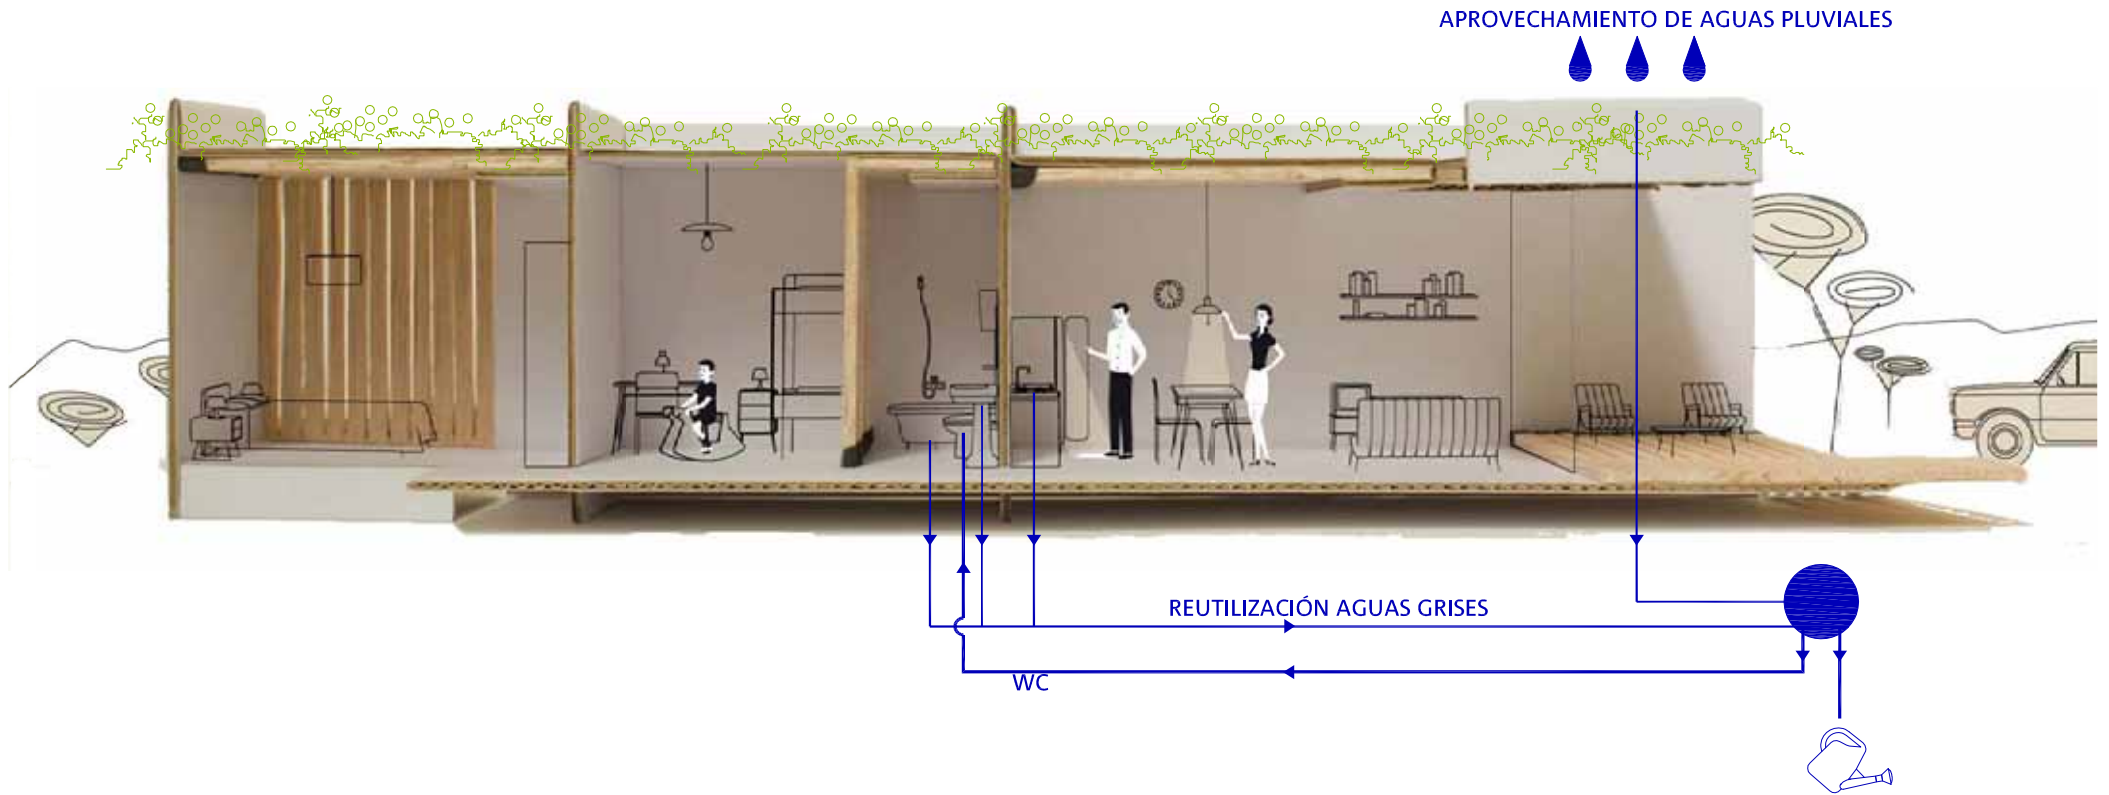 APROVECHAMIENTO DE AGUAS PLUVIALES
REUTILIZACIÓN AGUAS GRISES
WC